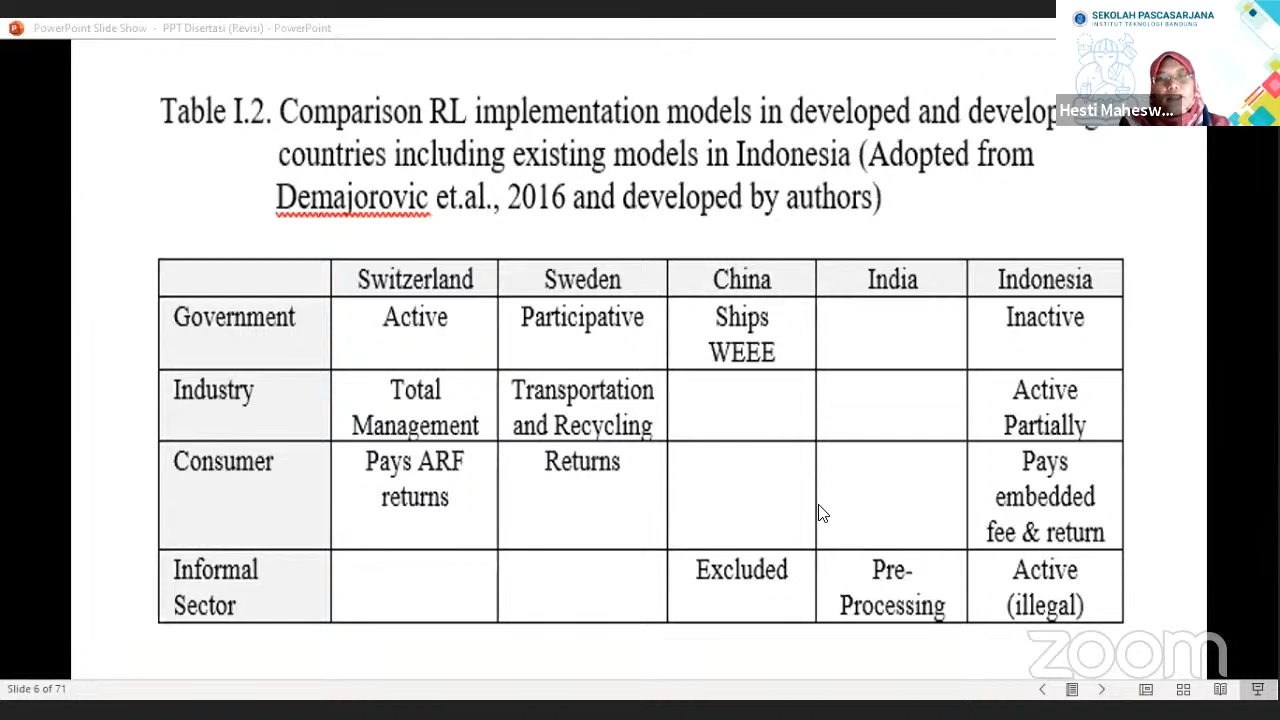 PowerPoint Slide Show - PPT Disertasi (Revisi) - PowerPoint
SEKOLAH PASCASARJANA
INSTITUT TEKNOLOGI BANDUNG
Hesti Mahesw...
Table I.2. Comparison RL implementation models in developed and developing
countries including existing models in Indonesia (Adopted from
Demajorovic et.al., 2016 and developed by authors)
Switzerland Sweden China India Indonesia
Government Active Participative Ships Inactive
WEEE
Industry Total Transportation Active
Management and Recycling Partially
Consumer Pays ARF Returns Pays
returns embedded
fee & return
Informal Excluded Pre- Active
Sector Processing (illegal)
zoom
Slide 6 of 71